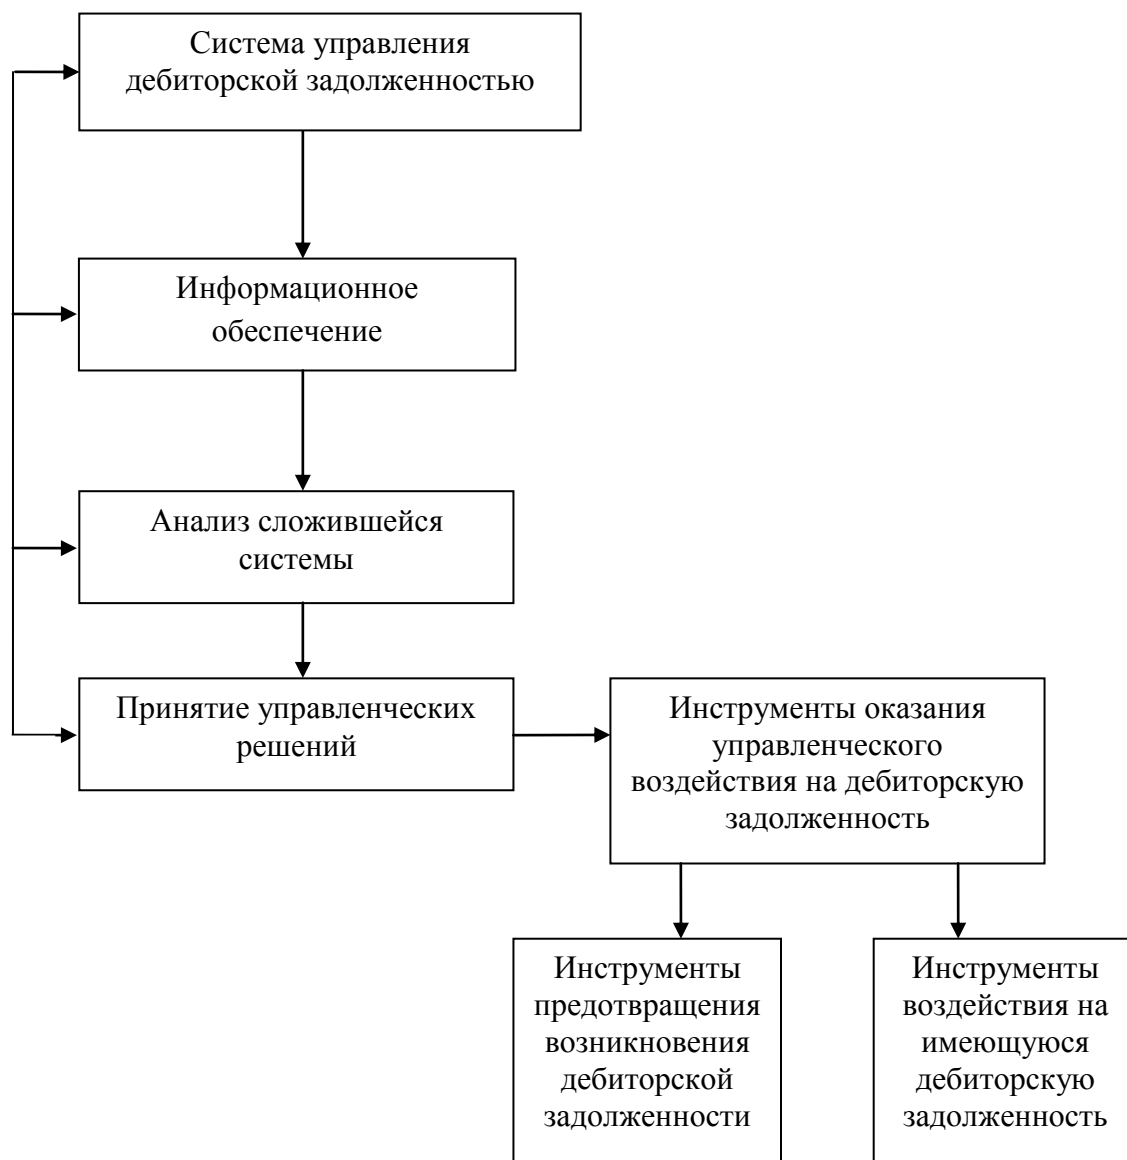 Система управления
дебиторской задолженностью
Информационное
обеспечение
Анализ сложившейся
системы
Принятие управленческих
решений
Инструменты оказания
управленческого
воздействия на дебиторскую
задолженность
Инструменты
предотвращения
возникновения
дебиторской
задолженности
Инструменты
воздействия на
имеющуюся
дебиторскую
задолженность